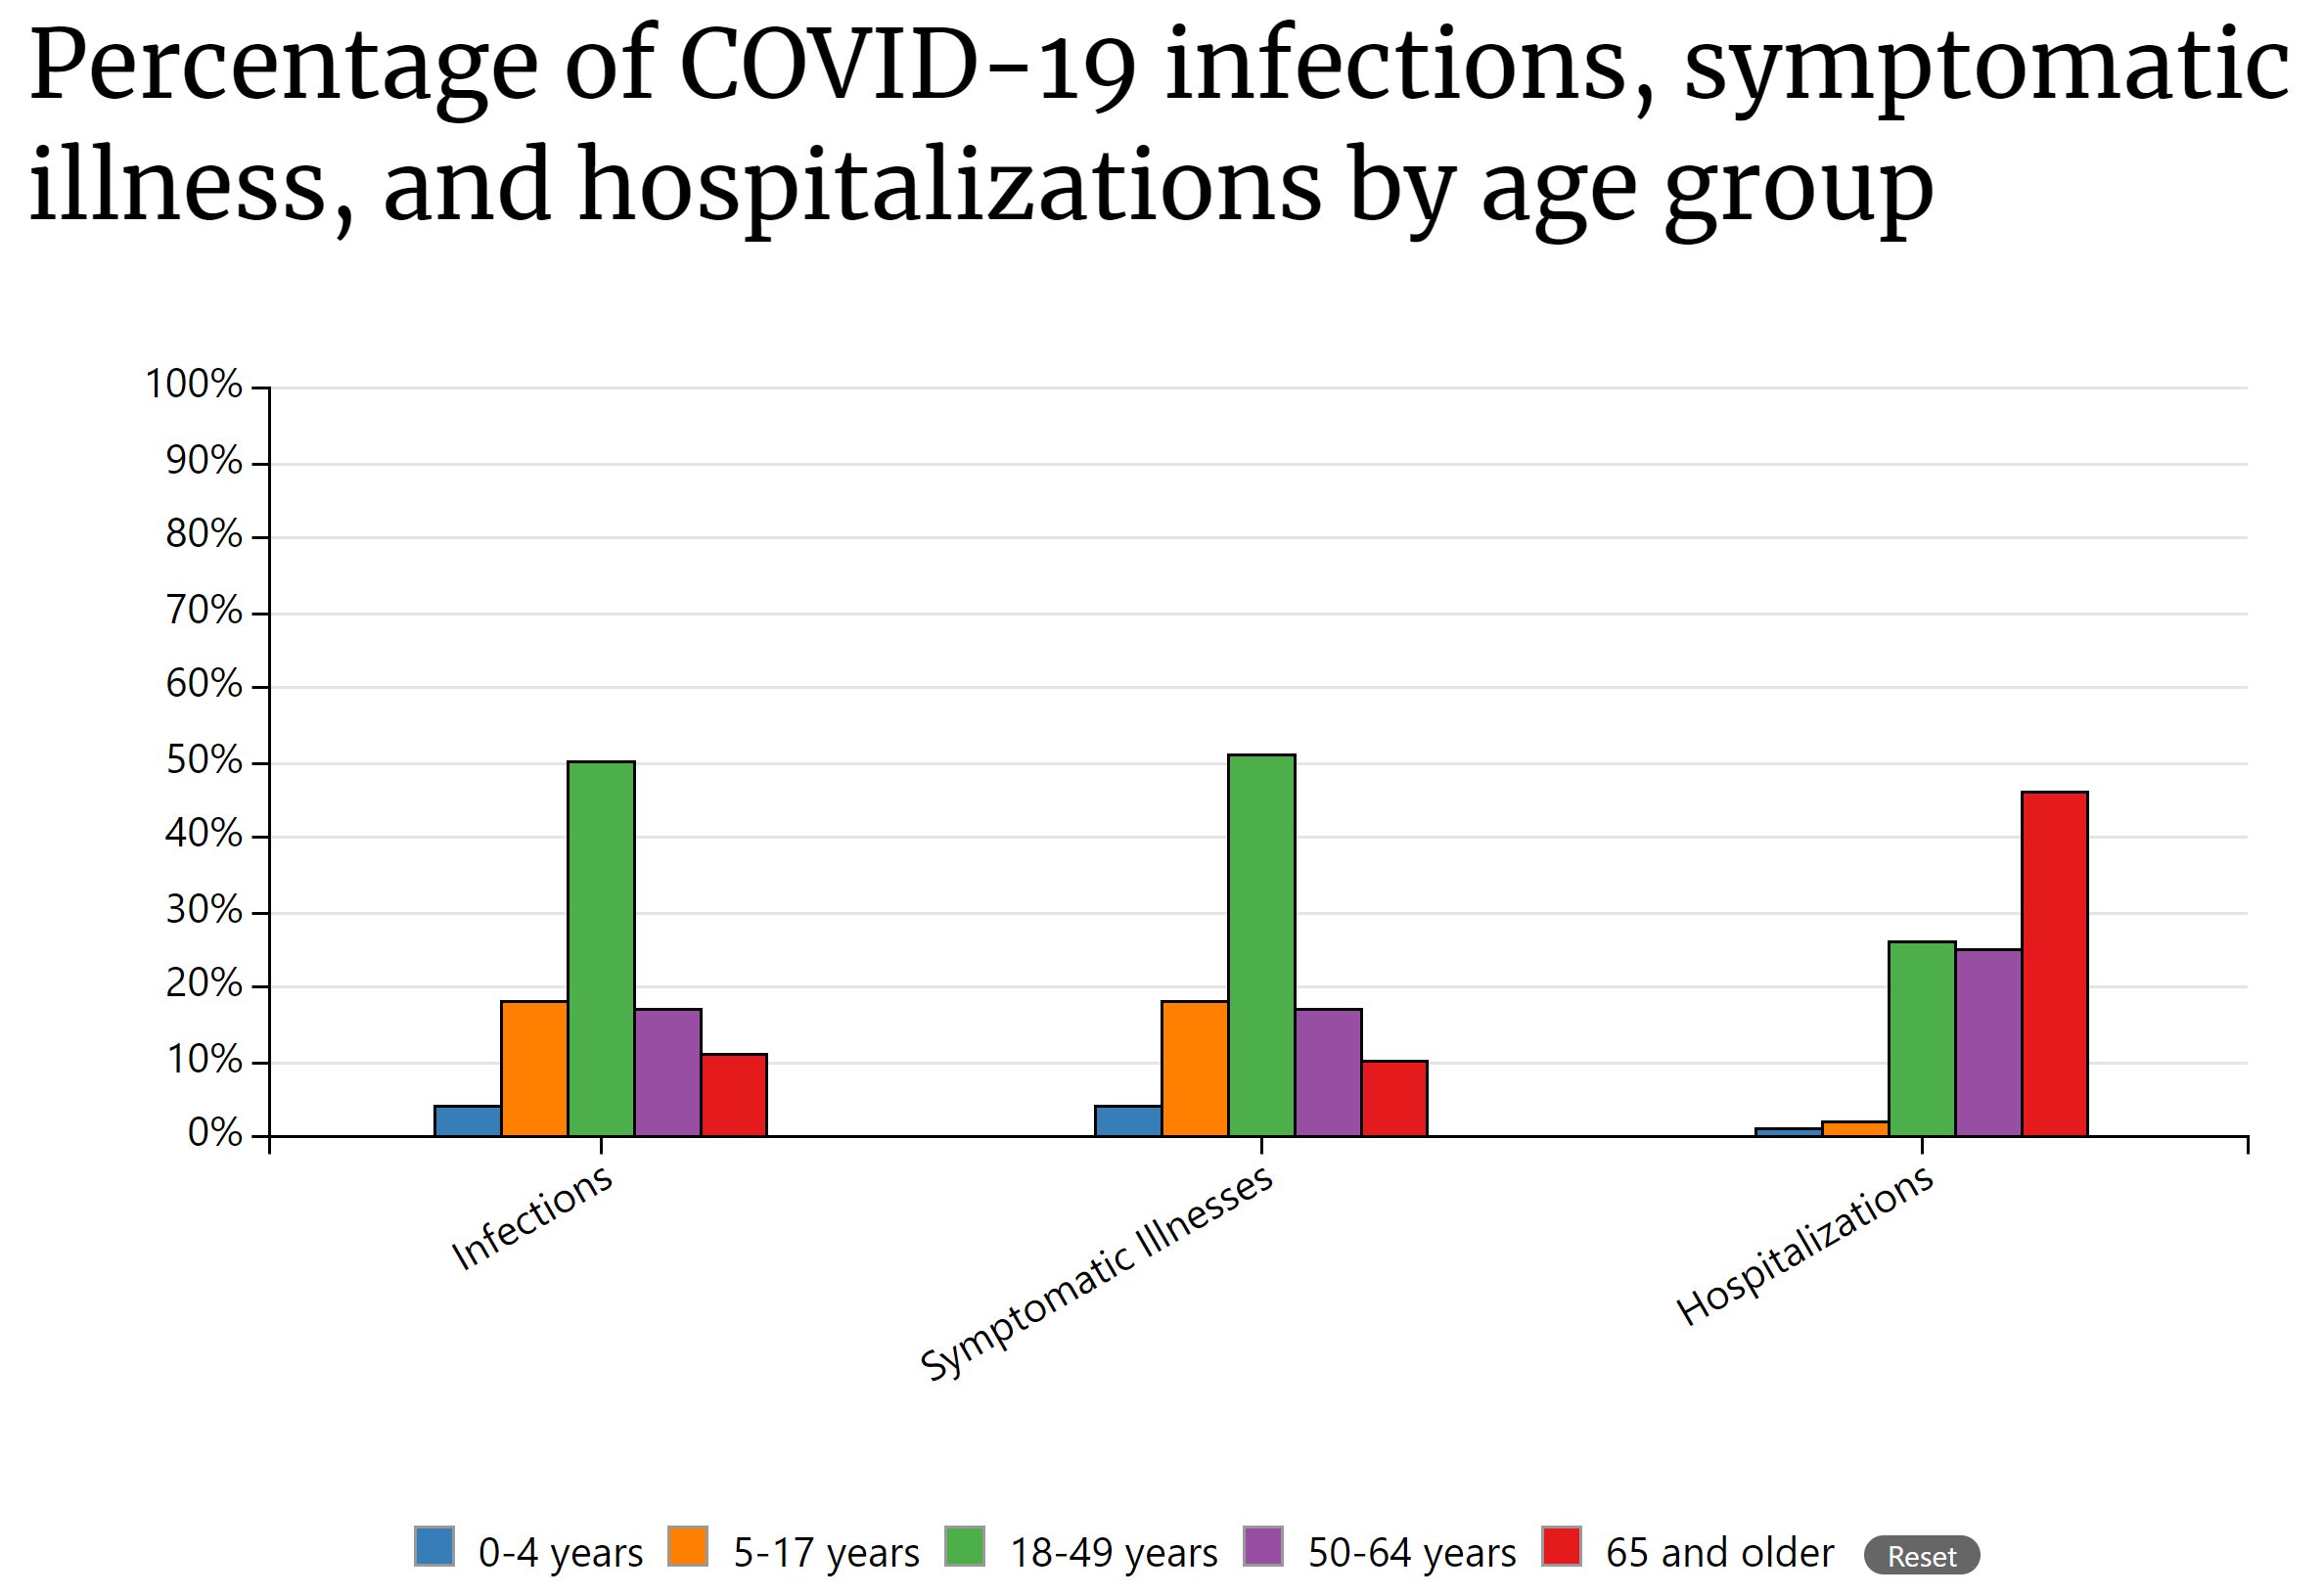 Percentage of COVID-19 infections, symptomatic
illness, and hospitalizations by age group
100%
90%
80%
70%
60%
50%
40%
30%
20%
10%
0%
Infections
Symptomatic Illnesses
Hospitalizations
0-4 years 5-17 years 18-49 years 50-64 years 65 and older Reset